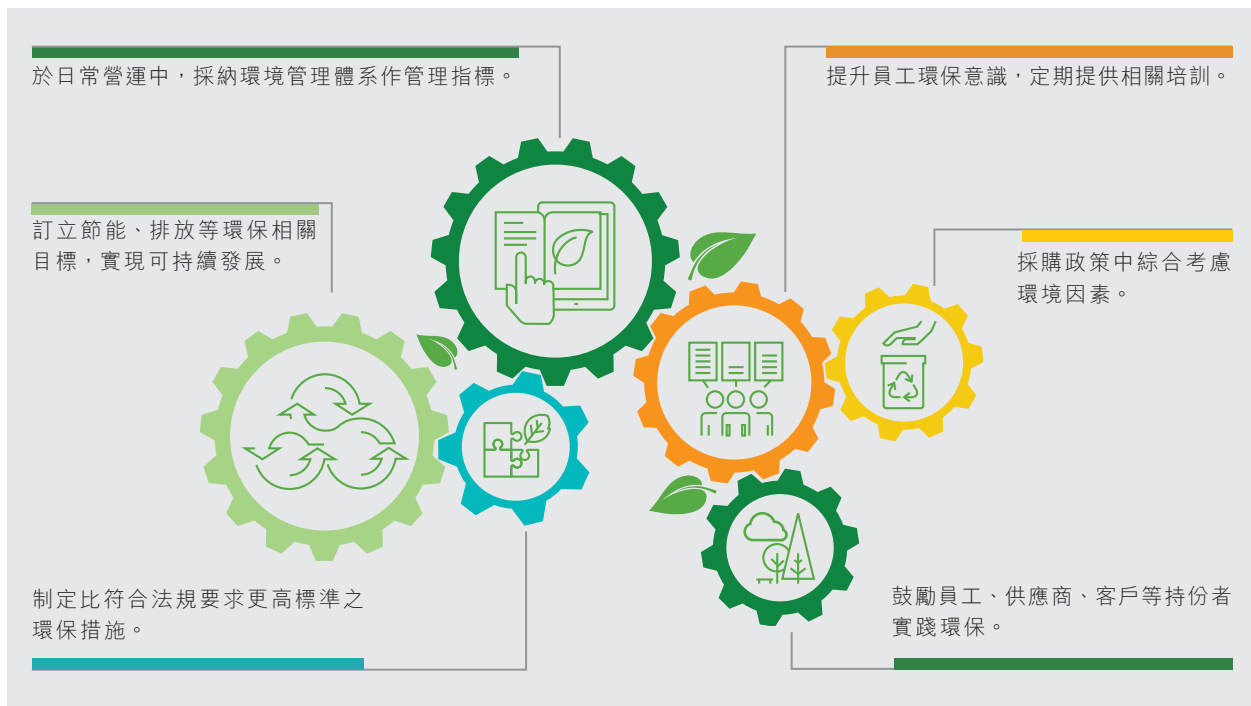 於日常營運中，採納環境管理體系作管理指標。
提升員工環保意識，定期提供相關培訓。
訂立節能、排放等環保相關
目標，實現可持續發展。
採購政策中綜合考慮
環境因素。
制定比符合法規要求更高標準之
環保措施。
鼓勵員工、供應商、客戶等持份者
實踐環保。